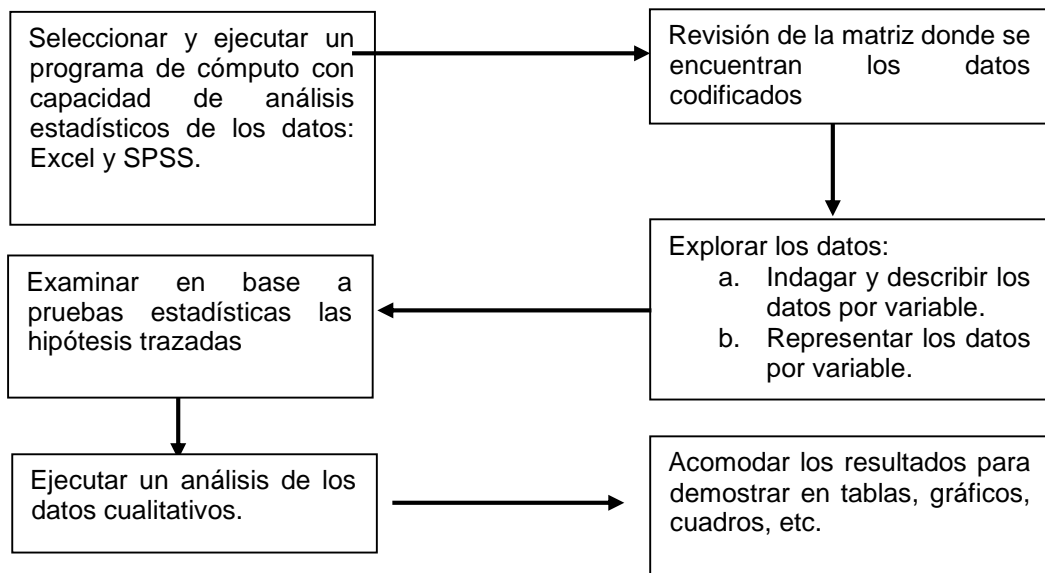 Seleccionar y ejecutar un
programa de cómputo con
capacidad de análisis
estadísticos de los datos:
Excel y SPSS.
Revisión de la matriz donde se
encuentran los datos
codificados
Explorar los datos:
a. Indagar y describir los
datos por variable.
b. Representar los datos
por variable.
Examinar en base a
pruebas estadísticas las
hipótesis trazadas
Ejecutar un análisis de los
datos cualitativos.
Acomodar los resultados para
demostrar en tablas, gráficos,
cuadros, etc.